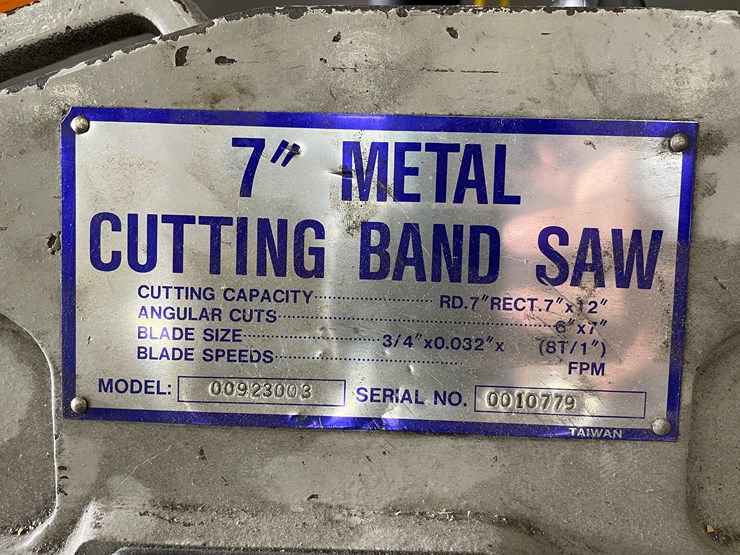 7" METAL
CUTTING BAND SAW
CUTTING CAPACITY RD.7"RECT.7"x12"
ANGULAR CUTS 6"x7"
BLADE SIZE 3/4"x0.032"x (8T/1")
BLADE SPEEDS FPM
MODEL: 00923003 SERIAL NO. 0010779
TAIWAN